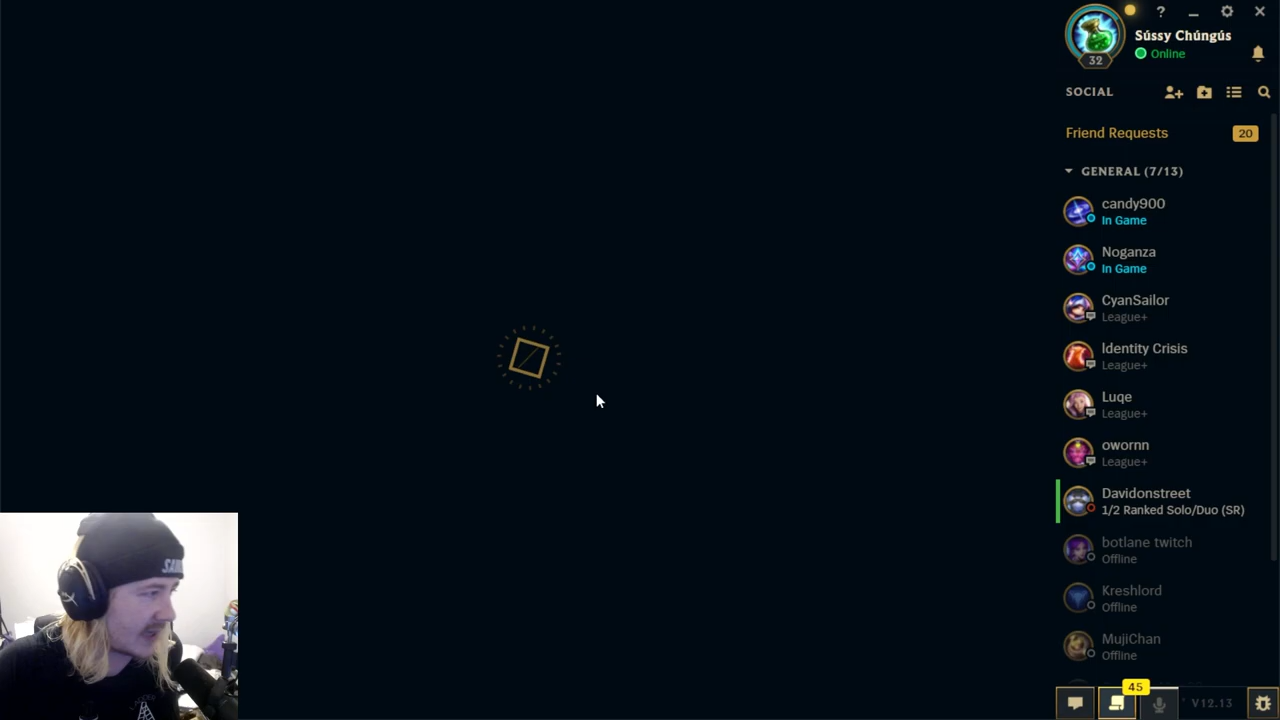 Sússy Chúngús
Online
32
SOCIAL
Friend Requests
20
GENERAL (7/13)
candy900
In Game
Noganza
In Game
CyanSailor
League+
Identity Crisis
League+
Luqe
League+
owornn
League+
Davidonstreet
1/2 Ranked Solo/Duo (SR)
botlane twitch
Offline
Kreshlord
Offline
MujiChan
Offline
45
V12.13